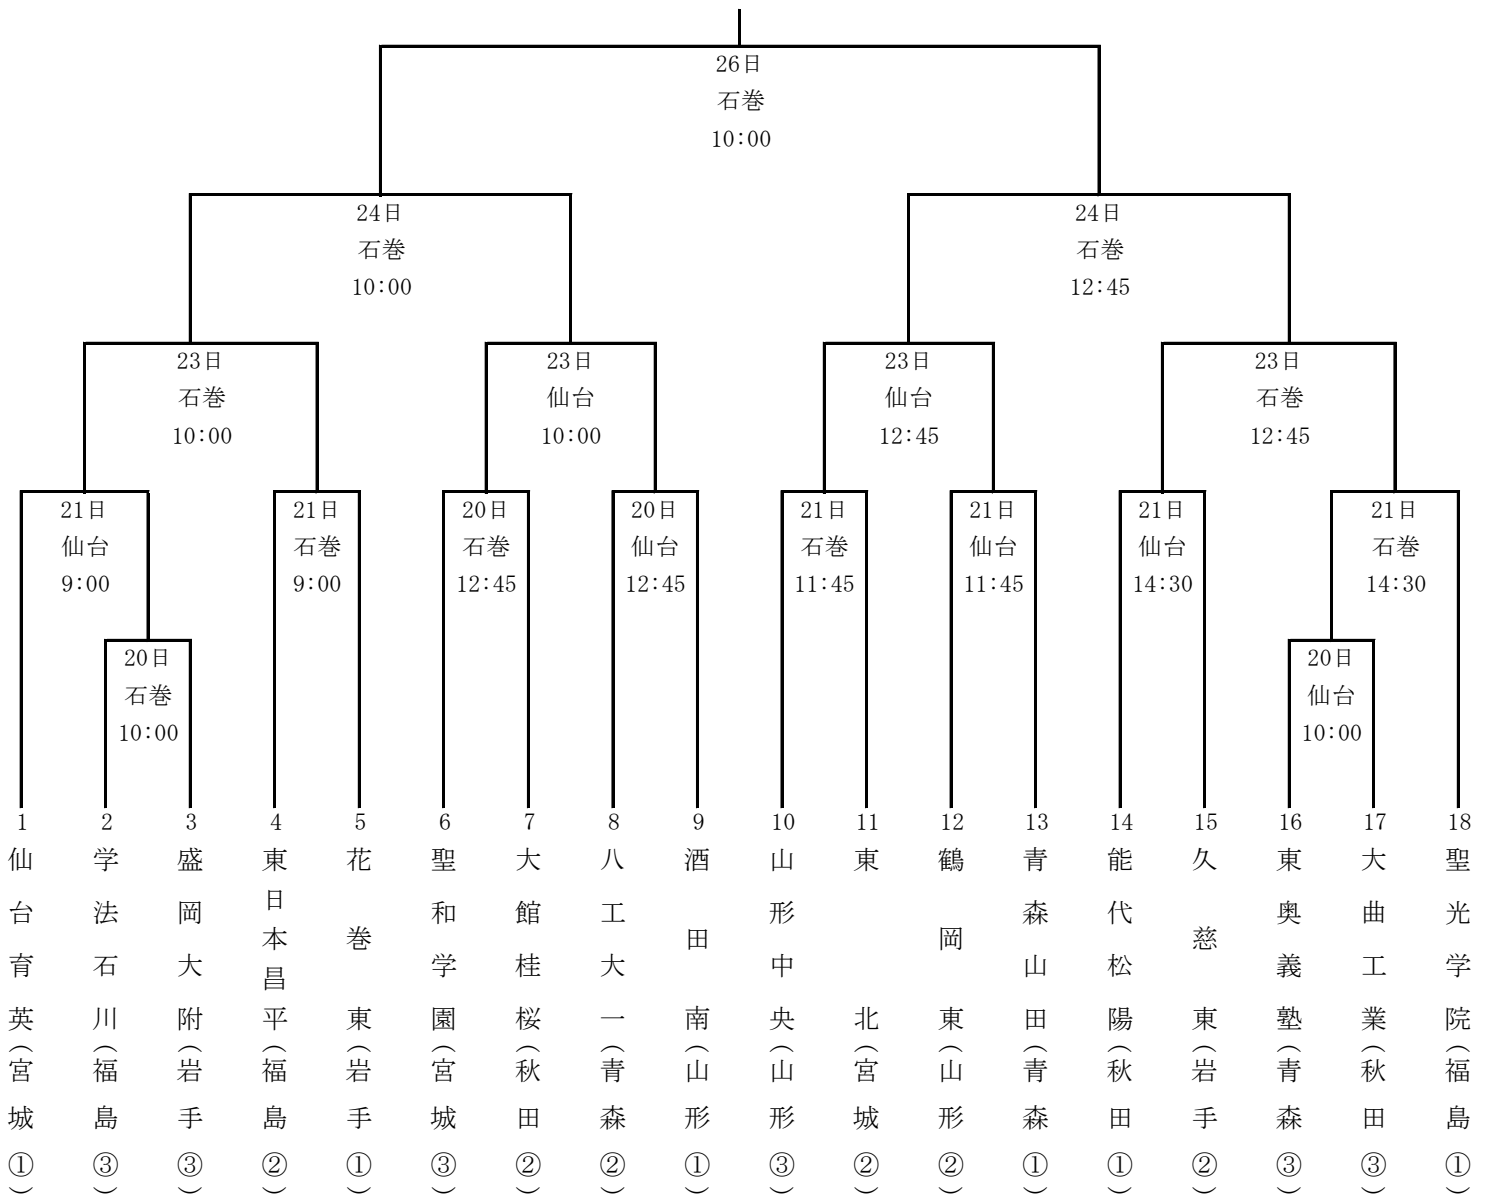 26日
石巻
10:00
24日
石巻
10:00
24日
石巻
12:45
23日
石巻
10:00
23日
仙台
10:00
23日
仙台
12:45
23日
石巻
12:45
21日
仙台
9:00
21日
石巻
9:00
20日
石巻
12:45
20日
仙台
12:45
21日
石巻
11:45
21日
仙台
11:45
21日
仙台
14:30
21日
石巻
14:30
20日
石巻
10:00
20日
仙台
10:00
1
仙台育英(宮城①)
2
学法石川(福島③)
3
盛岡大附(岩手③)
4
東日本昌平(福島②)
5
花巻東(岩手①)
6
聖和学園(宮城③)
7
大館桂桜(秋田②)
8
八工大一(青森②)
9
酒田南(山形①)
10
山形中央(山形③)
11
東北(宮城②)
12
鶴岡東(山形②)
13
青森山田(青森①)
14
能代松陽(秋田①)
15
久慈東(岩手②)
16
東奥義塾(青森③)
17
大曲工業(秋田③)
18
聖光学院(福島①)